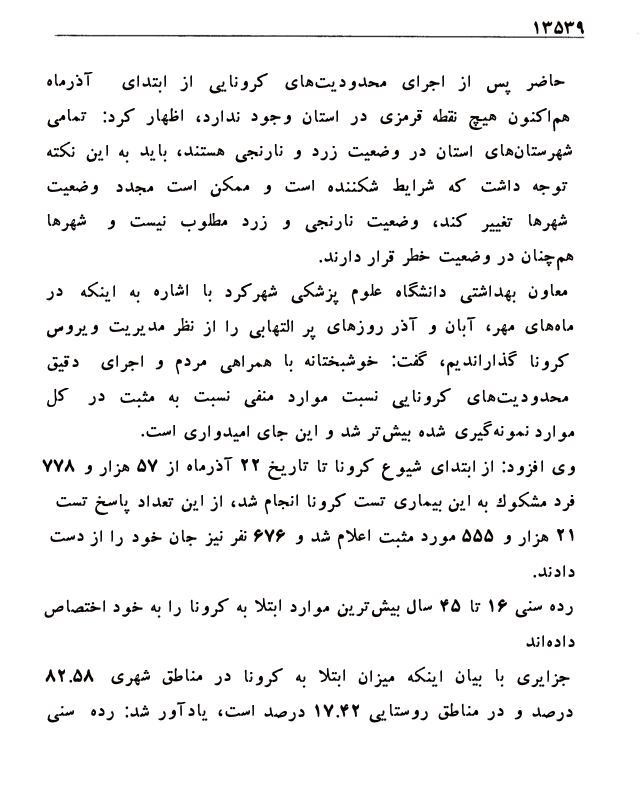 ۱۳۵۳۹
حاضر پس از اجرای محدودیت‌های کرونایی از ابتدای آذرماه
هم‌اکنون هیچ نقطه قرمزی در استان وجود ندارد، اظهار کرد: تمامی
شهرستان‌های استان در وضعیت زرد و نارنجی هستند، باید به این نکته
توجه داشت که شرایط شکننده است و ممکن است مجدد وضعیت
شهرها تغییر کند، وضعیت نارنجی و زرد مطلوب نیست و شهرها
هم‌چنان در وضعیت خطر قرار دارند.
معاون بهداشتی دانشگاه علوم پزشکی شهرکرد با اشاره به اینکه در
ماه‌های مهر، آبان و آذر روزهای پر التهابی را از نظر مدیریت ویروس
کرونا گذاراندیم، گفت: خوشبختانه با همراهی مردم و اجرای دقیق
محدودیت‌های کرونایی نسبت موارد منفی نسبت به مثبت در کل
موارد نمونه‌گیری شده بیش‌تر شد و این جای امیدواری است.
وی افزود: از ابتدای شیوع کرونا تا تاریخ ۲۲ آذرماه از ۵۷ هزار و ۷۷۸
فرد مشکوك به این بیماری تست کرونا انجام شد، از این تعداد پاسخ تست
۲۱ هزار و ۵۵۵ مورد مثبت اعلام شد و ۶۷۶ نفر نیز جان خود را از دست
دادند.
رده سنی ۱۶ تا ۴۵ سال بیش‌ترین موارد ابتلا به کرونا را به خود اختصاص
داده‌اند
جزایری با بیان اینکه میزان ابتلا به کرونا در مناطق شهری ۸۲.۵۸
درصد و در مناطق روستایی ۱۷.۴۲ درصد است، یادآور شد: رده سنی